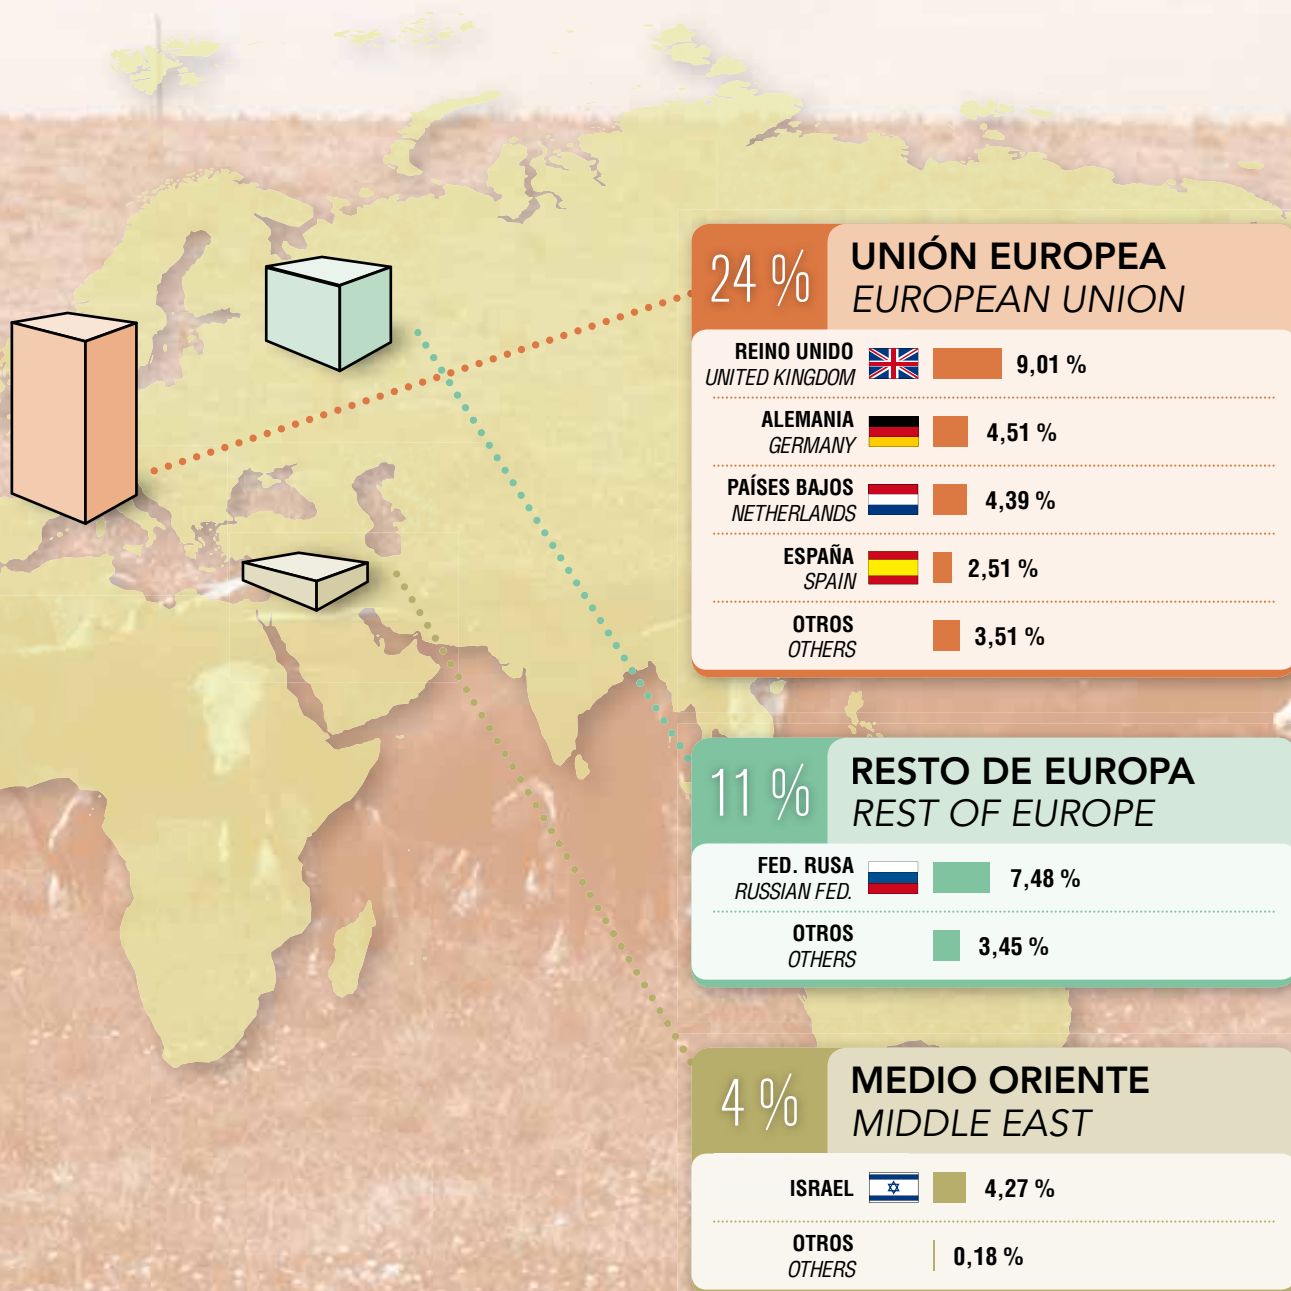 24 %
UNIÓN EUROPEA
EUROPEAN UNION
REINO UNIDO
UNITED KINGDOM
9,01 %
ALEMANIA
GERMANY
4,51 %
PAÍSES BAJOS
NETHERLANDS
4,39 %
ESPAÑA
SPAIN
2,51 %
OTROS
OTHERS
3,51 %
11 %
RESTO DE EUROPA
REST OF EUROPE
FED. RUSA
RUSSIAN FED.
7,48 %
OTROS
OTHERS
3,45 %
4 %
MEDIO ORIENTE
MIDDLE EAST
ISRAEL
4,27 %
OTROS
OTHERS
0,18 %